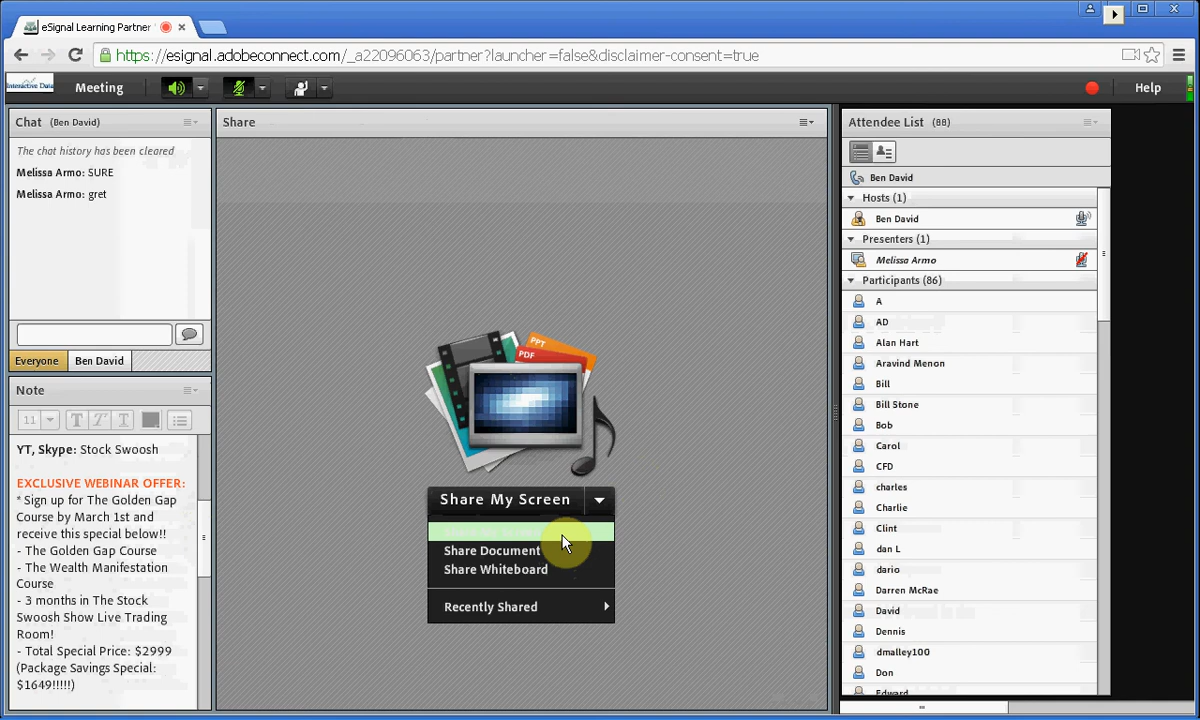 eSignal Learning Partner
https://esignal.adobeconnect.com/_a22096063/partner?launcher=false&disclaimer-consent=true
Interactive Data
Meeting
Help
Chat (Ben David)
The chat history has been cleared
Melissa Armo: SURE
Melissa Armo: gret
Everyone
Ben David
Note
11
T T T
YT, Skype: Stock Swoosh
EXCLUSIVE WEBINAR OFFER:
* Sign up for The Golden Gap
Course by March 1st and
receive this special below!!
- The Golden Gap Course
- The Wealth Manifestation
Course
- 3 months in The Stock
Swoosh Show Live Trading
Room!
- Total Special Price: $2999
(Package Savings Special:
$1649!!!!!)
Share
PPT
PDF
Share My Screen
Share Document
Share Whiteboard
Recently Shared
Attendee List (88)
Ben David
Hosts (1)
Ben David
Presenters (1)
Melissa Armo
Participants (86)
A
AD
Alan Hart
Aravind Menon
Bill
Bill Stone
Bob
Carol
CFD
charles
Charlie
Clint
dan L
dario
Darren McRae
David
Dennis
dmalley100
Don
Edward